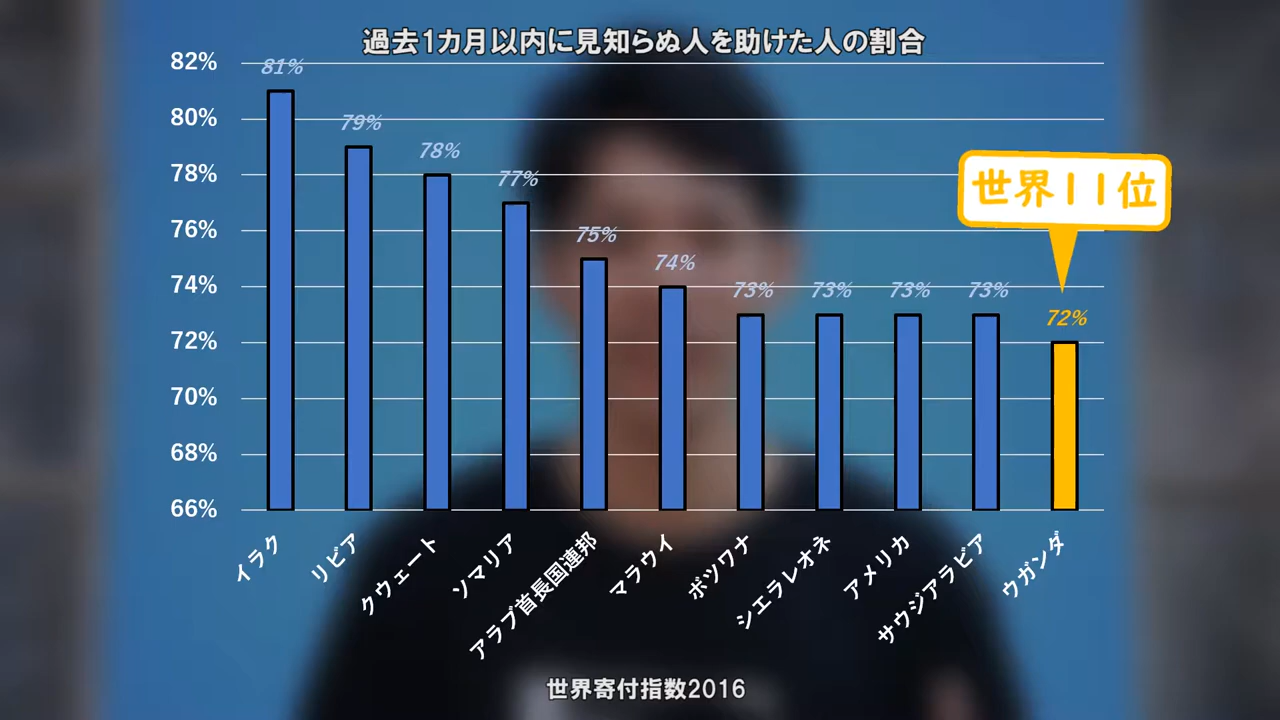 過去1カ月以内に見知らぬ人を助けた人の割合
82%
80%
78%
76%
74%
72%
70%
68%
66%
81%
79%
78%
77%
75%
74%
73%
73%
73%
73%
72%
世界11位
イラク
リビア
クウェート
ソマリア
アラブ首長国連邦
マラウイ
ボツワナ
シエラレオネ
アメリカ
サウジアラビア
ウガンダ
世界寄付指数2016